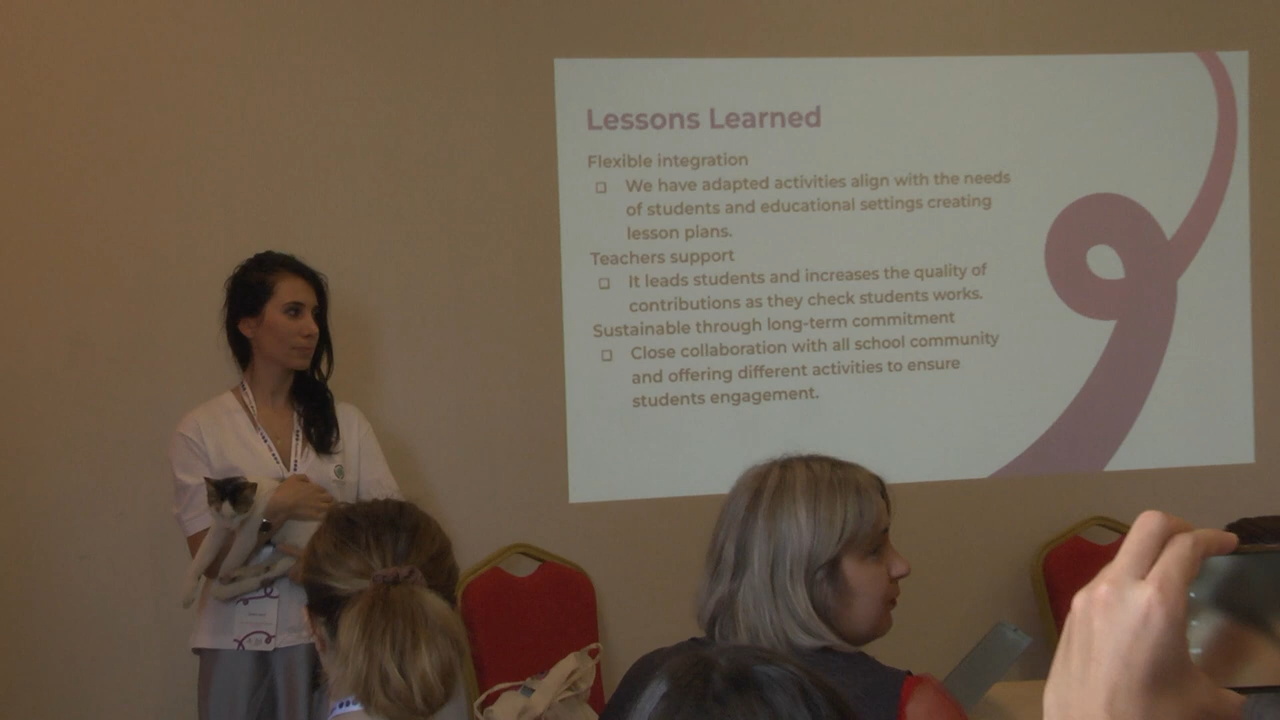 Lessons Learned
Flexible integration
We have adapted activities align with the needs
of students and educational settings creating
lesson plans.
Teachers support
It leads students and increases the quality of
contributions as they check students works.
Sustainable through long-term commitment
Close collaboration with all school community
and offering different activities to ensure
students engagement.